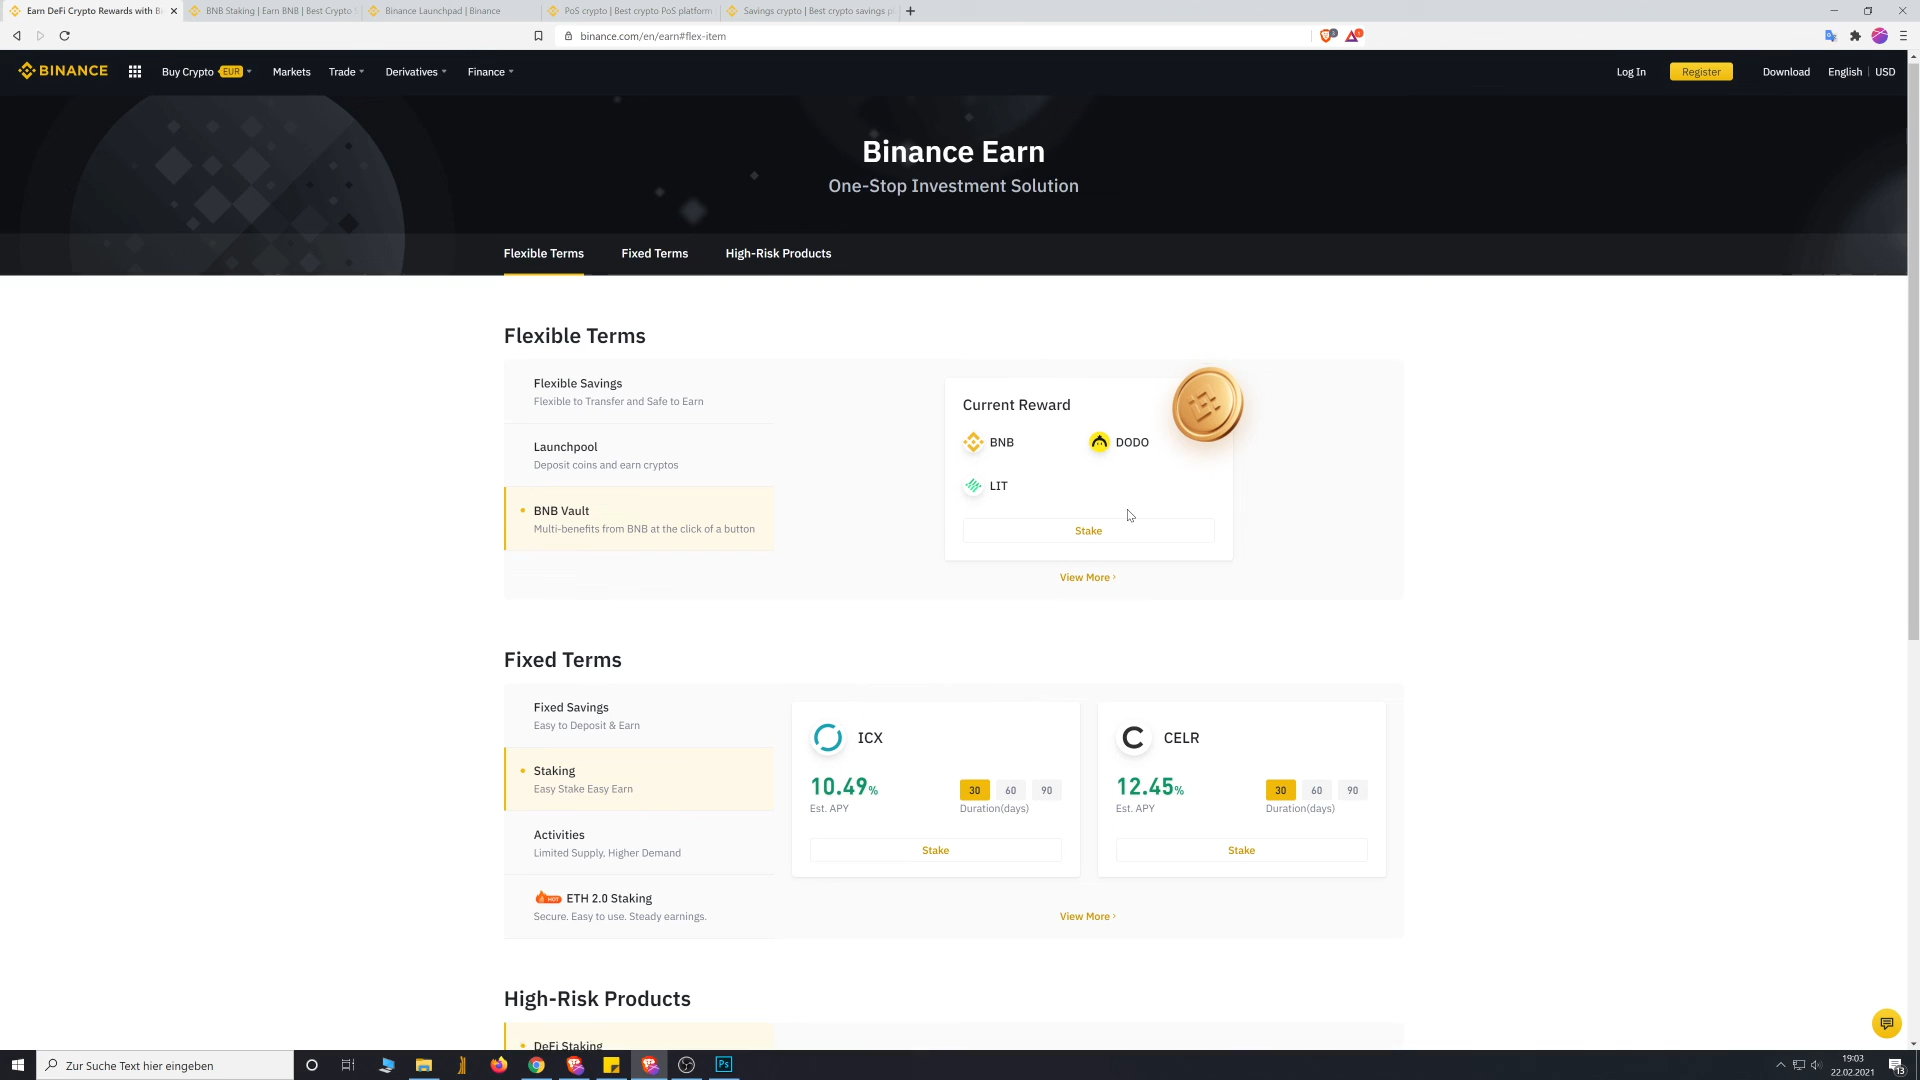 Earn DeFi Crypto Rewards with Bi
BNB Staking | Earn BNB | Best Crypto S
Binance Launchpad | Binance
PoS crypto | Best crypto PoS platform
Savings crypto | Best crypto savings p
binance.com/en/earn#flex-item
BINANCE
Buy Crypto EUR
Markets
Trade
Derivatives
Finance
Log In
Register
Download
English
USD
Binance Earn
One-Stop Investment Solution
Flexible Terms
Fixed Terms
High-Risk Products
Flexible Terms
Flexible Savings
Flexible to Transfer and Safe to Earn
Launchpool
Deposit coins and earn cryptos
BNB Vault
Multi-benefits from BNB at the click of a button
Current Reward
BNB
DODO
LIT
Stake
View More
Fixed Terms
Fixed Savings
Easy to Deposit & Earn
Staking
Easy Stake Easy Earn
Activities
Limited Supply, Higher Demand
HOT ETH 2.0 Staking
Secure. Easy to use. Steady earnings.
ICX
10.49%
Est. APY
30 60 90
Duration(days)
Stake
CELR
12.45%
Est. APY
30 60 90
Duration(days)
Stake
View More
High-Risk Products
DeFi Staking
Zur Suche Text hier eingeben
Ps
19:03
22.02.2021
13